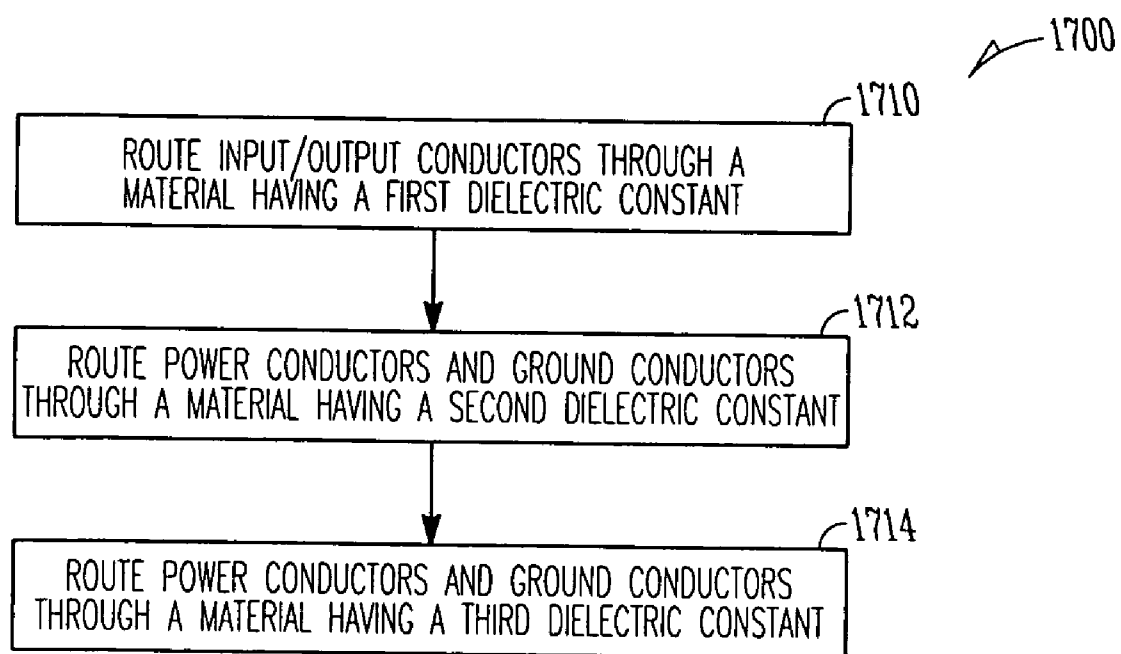 1700
1710
ROUTE INPUT/OUTPUT CONDUCTORS THROUGH A
MATERIAL HAVING A FIRST DIELECTRIC CONSTANT
1712
ROUTE POWER CONDUCTORS AND GROUND CONDUCTORS
THROUGH A MATERIAL HAVING A SECOND DIELECTRIC CONSTANT
1714
ROUTE POWER CONDUCTORS AND GROUND CONDUCTORS
THROUGH A MATERIAL HAVING A THIRD DIELECTRIC CONSTANT